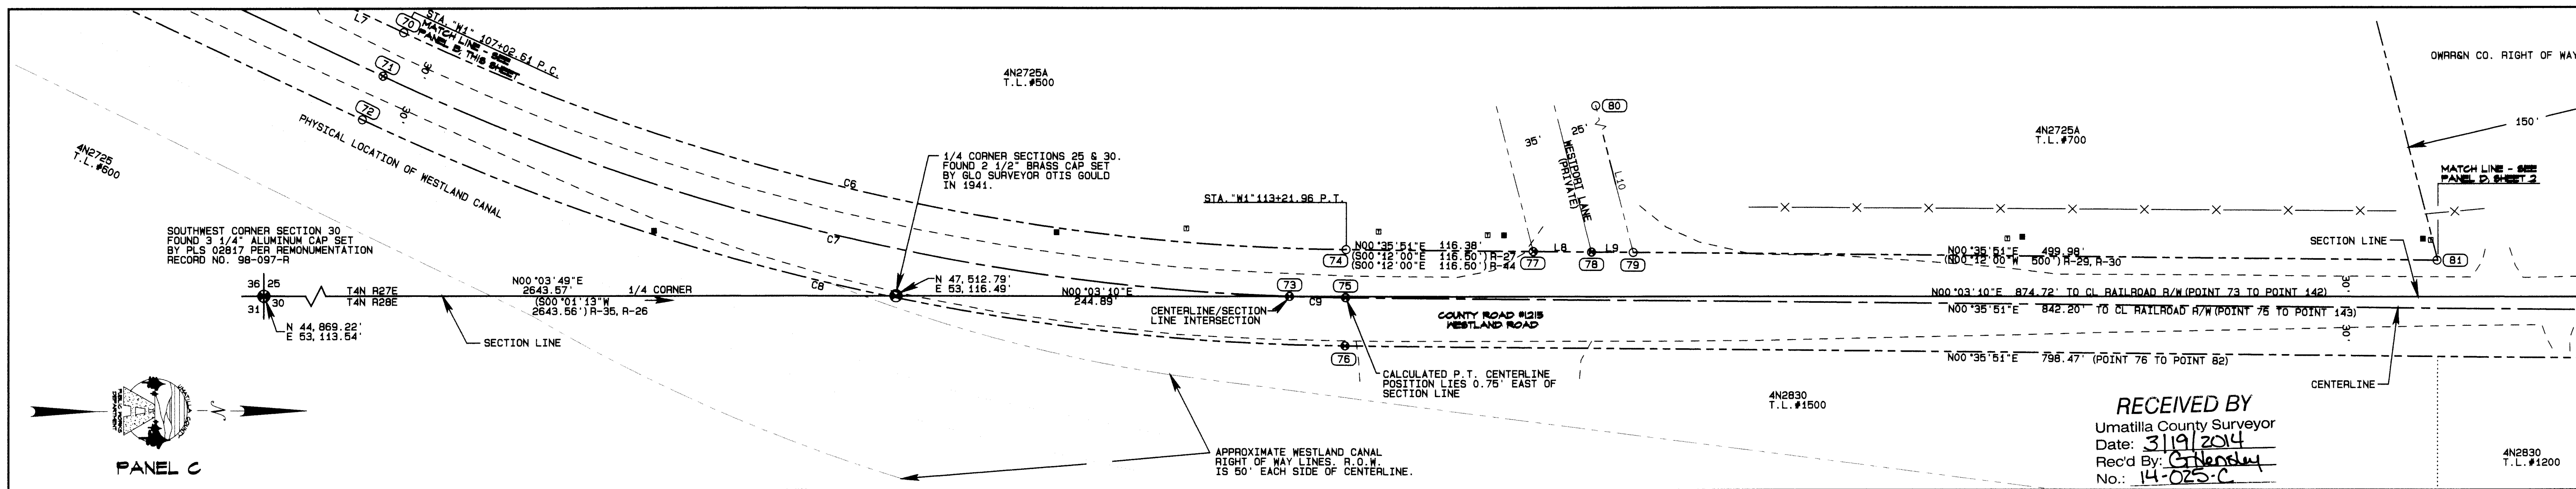 L7
70
STA. "W1" 107+02.61 P.C.
MATCH LINE - SEE
PANEL B, THIS SHEET
71
30'
72
30'
PHYSICAL LOCATION OF WESTLAND CANAL
4N2725
T.L.#600
4N2725A
T.L.#500
1/4 CORNER SECTIONS 25 & 30.
FOUND 2 1/2" BRASS CAP SET
BY GLO SURVEYOR OTIS GOULD
IN 1941.
C6
C7
C8
SOUTHWEST CORNER SECTION 30
FOUND 3 1/4" ALUMINUM CAP SET
BY PLS 02817 PER REMONUMENTATION
RECORD NO. 98-097-R
36 25
30
31
T4N R27E
T4N R28E
N 44,869.22'
E 53,113.54'
SECTION LINE
N00°03'49"E
2643.57'
(S00°01'13"W
2643.56')R-35, R-26
1/4 CORNER
N 47,512.79'
E 53,116.49'
N00°03'10"E
244.89'
CENTERLINE/SECTION
LINE INTERSECTION
73
C9
STA. "W1"113+21.96 P.T.
74
N00°35'51"E 116.38'
(S00°12'00"E 116.50')R-27
(S00°12'00"E 116.50')R-44
75
76
CALCULATED P.T. CENTERLINE
POSITION LIES 0.75' EAST OF
SECTION LINE
APPROXIMATE WESTLAND CANAL
RIGHT OF WAY LINES. R.O.W.
IS 50' EACH SIDE OF CENTERLINE.
COUNTY ROAD #1215
WESTLAND ROAD
35'
25'
WESTPORT LANE
(PRIVATE)
L10
80
L8
L9
77
78
79
4N2725A
T.L.#700
N00°35'51"E 499.98'
(N00°12'00"W 500')R-29, R-30
N00°03'10"E 874.72' TO CL RAILROAD R/W(POINT 73 TO POINT 142)
N00°35'51"E 842.20' TO CL RAILROAD R/W(POINT 75 TO POINT 143)
N00°35'51"E 798.47' (POINT 76 TO POINT 82)
30'
30'
SECTION LINE
CENTERLINE
OWRR&N CO. RIGHT OF WAY
150'
MATCH LINE - SEE
PANEL D, SHEET 2
81
4N2830
T.L.#1500
4N2830
T.L.#1200
UMATILLA COUNTY
PUBLIC WORKS
DEPARTMENT
N
PANEL C
RECEIVED BY
Umatilla County Surveyor
Date: 3/19/2014
Rec'd By: G Hensley
No.: 14-025-C